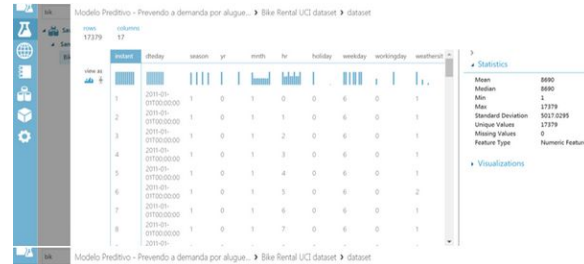 bik
Modelo Preditivo - Prevendo a demanda por alugue... > Bike Rental UCI dataset > dataset
rows columns
17379 17
Sa
San
Bi
view as
instant dteday season yr mnth hr holiday weekday workingday weathersit
1 2011-01-01T00:00:00 1 0 1 0 0 6 0 1
2 2011-01-01T00:00:00 1 0 1 1 0 6 0 1
3 2011-01-01T00:00:00 1 0 1 2 0 6 0 1
4 2011-01-01T00:00:00 1 0 1 3 0 6 0 1
5 2011-01-01T00:00:00 1 0 1 4 0 6 0 1
6 2011-01-01T00:00:00 1 0 1 5 0 6 0 2
7 2011-01-01T00:00:00 1 0 1 6 0 6 0 1
8 2011-01-01T00:00:00 1 0 1 7 0 6 0 1
2011-01-
Statistics
Mean 8690
Median 8690
Min 1
Max 17379
Standard Deviation 5017.0295
Unique Values 17379
Missing Values 0
Feature Type Numeric Feature
Visualizations
bik
Modelo Preditivo - Prevendo a demanda por alugue... > Bike Rental UCI dataset > dataset